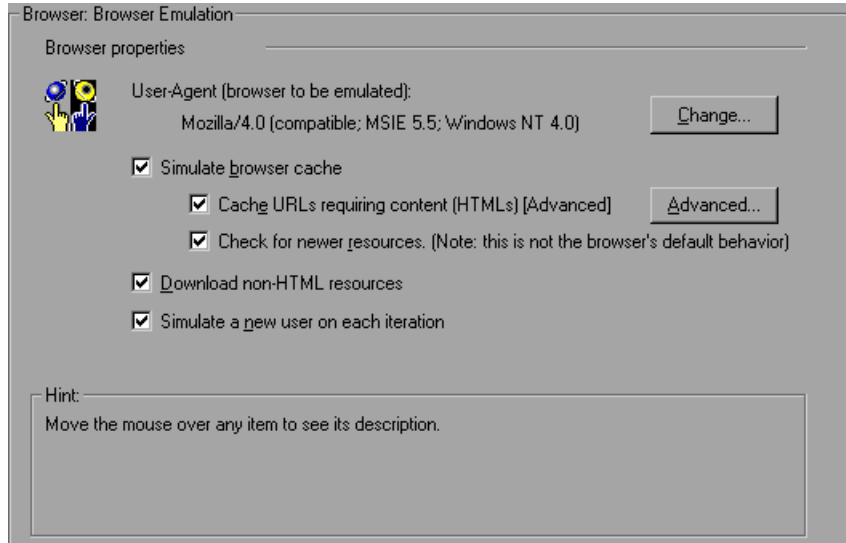 Browser: Browser Emulation
Browser properties
User-Agent (browser to be emulated):
Mozilla/4.0 (compatible; MSIE 5.5; Windows NT 4.0)
Change...
Simulate browser cache
Cache URLs requiring content (HTMLs) [Advanced]
Advanced...
Check for newer resources. (Note: this is not the browser's default behavior)
Download non-HTML resources
Simulate a new user on each iteration
Hint:
Move the mouse over any item to see its description.